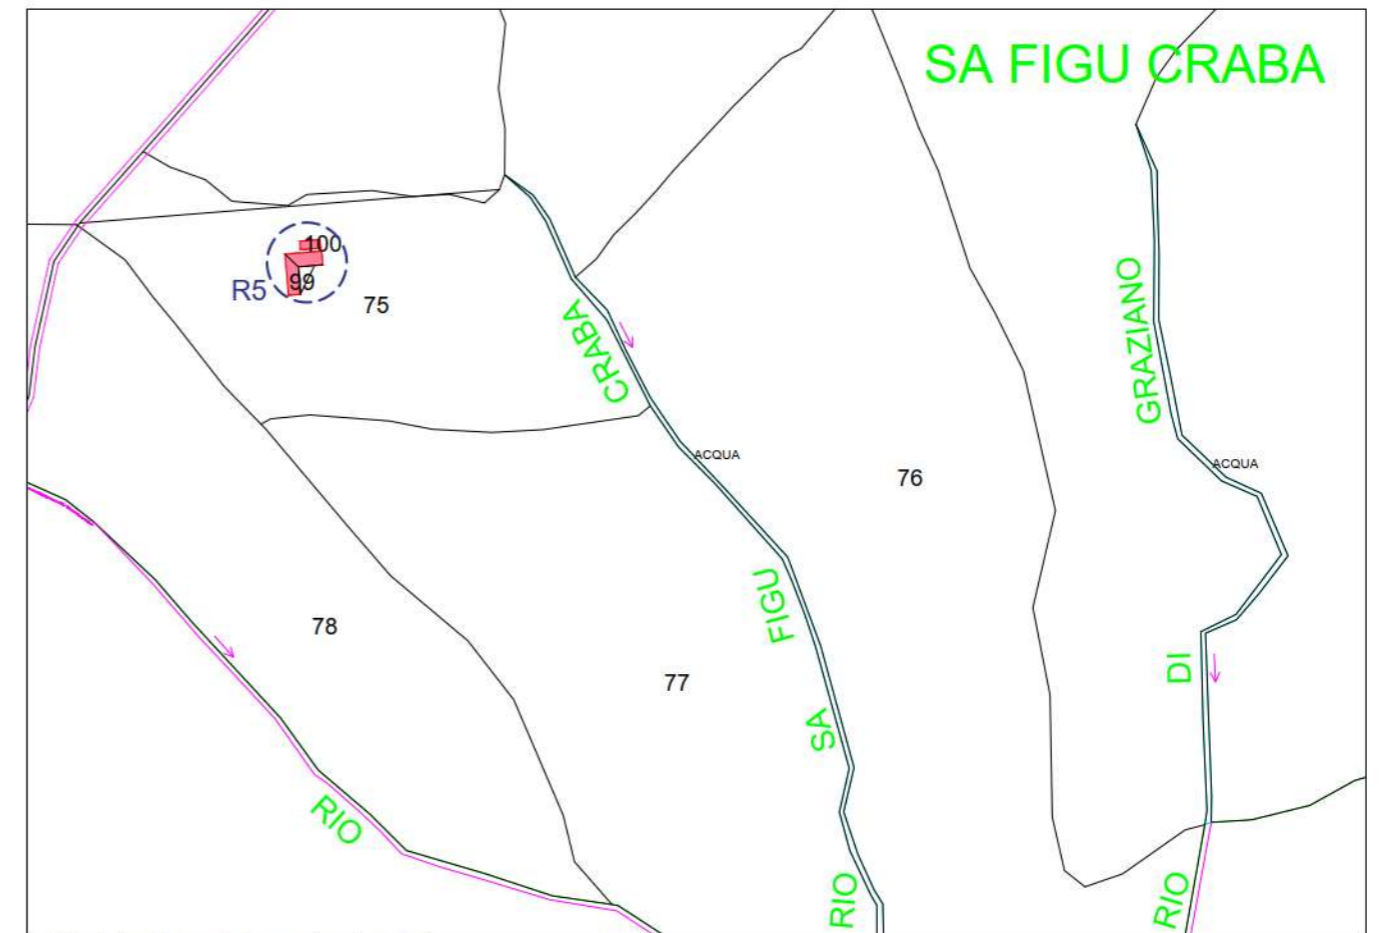 SA FIGU CRABA
100
99
R5
75
CRABA
GRAZIANO
ACQUA
ACQUA
76
FIGU
78
DI
77
SA
RIO
RIO
RIO